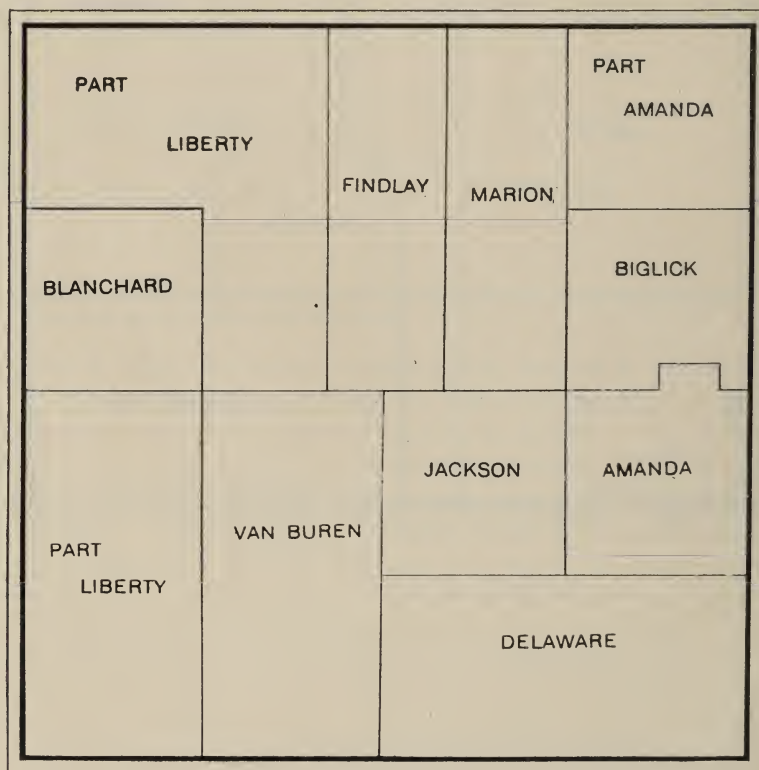 PART
LIBERTY
FINDLAY
MARION
PART
AMANDA
BLANCHARD
BIGLICK
JACKSON
AMANDA
VAN BUREN
PART
LIBERTY
DELAWARE